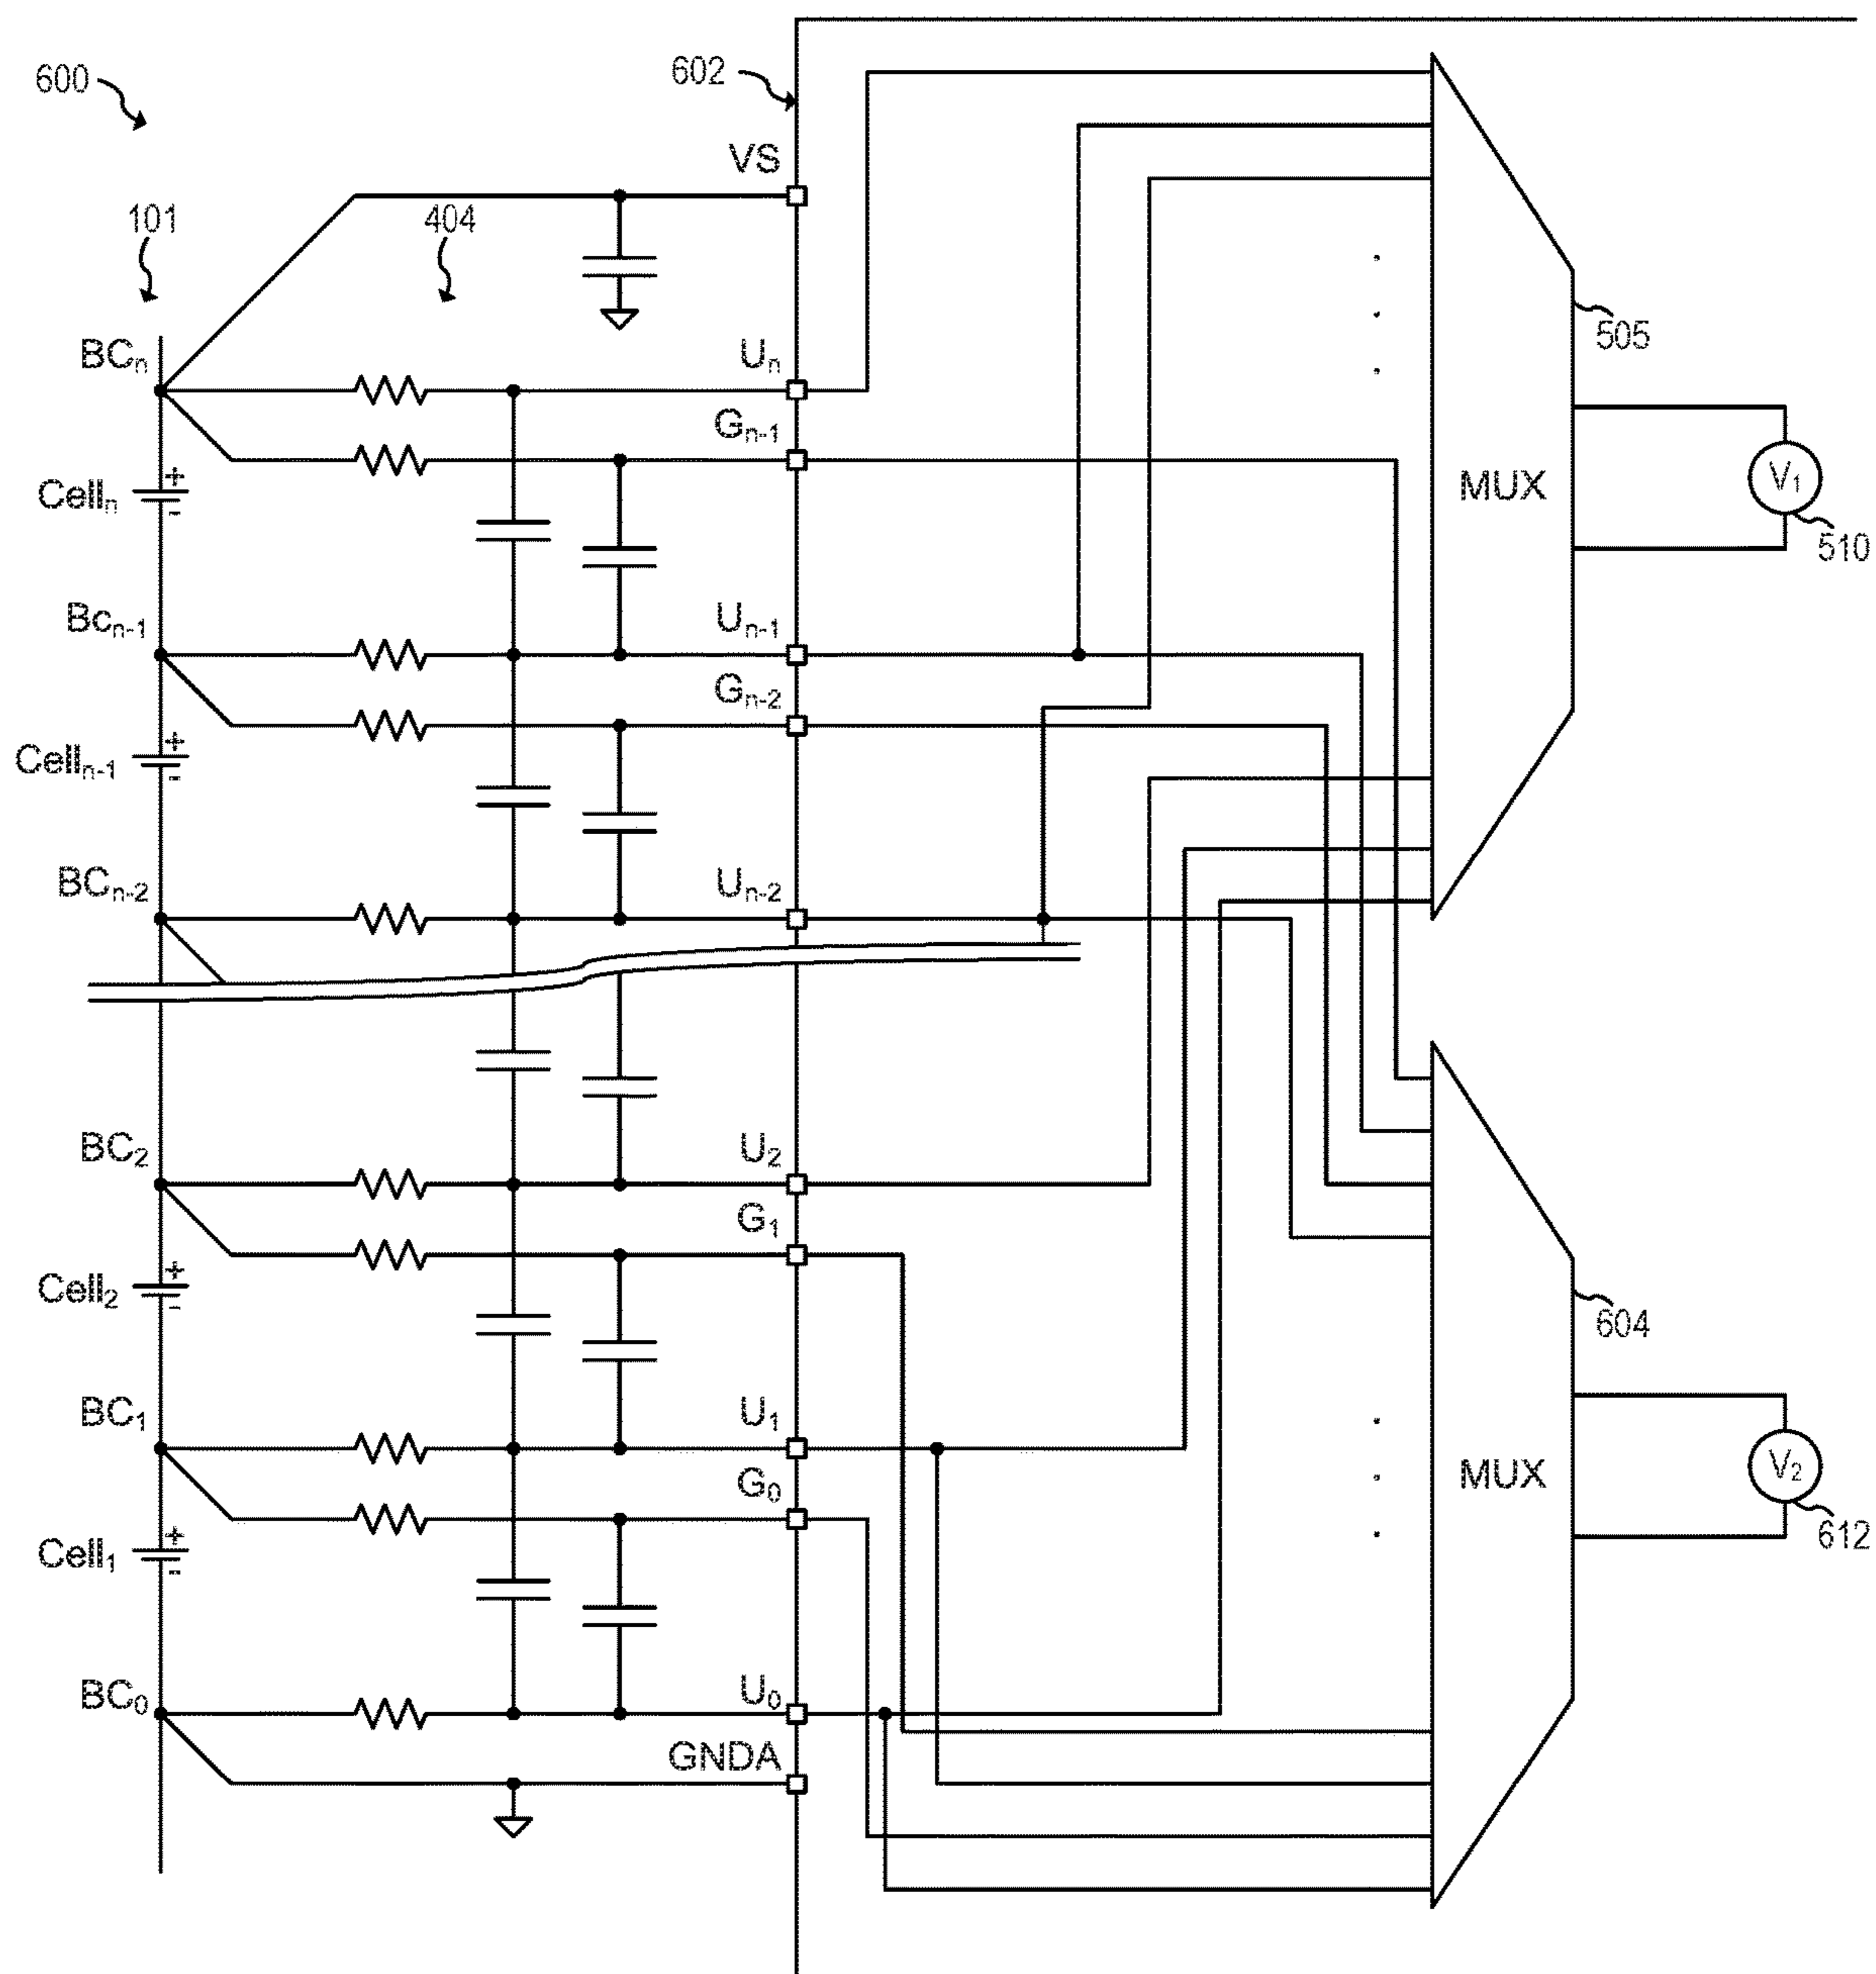 600
602
VS
101
404
BCn
Un
505
Gn-1
MUX
V1
Celln
+
-
510
Bcn-1
Un-1
Gn-2
Celln-1
+
-
BCn-2
Un-2
BC2
U2
G1
Cell2
+
-
604
BC1
U1
MUX
V2
G0
612
Cell1
+
-
BC0
U0
GNDA